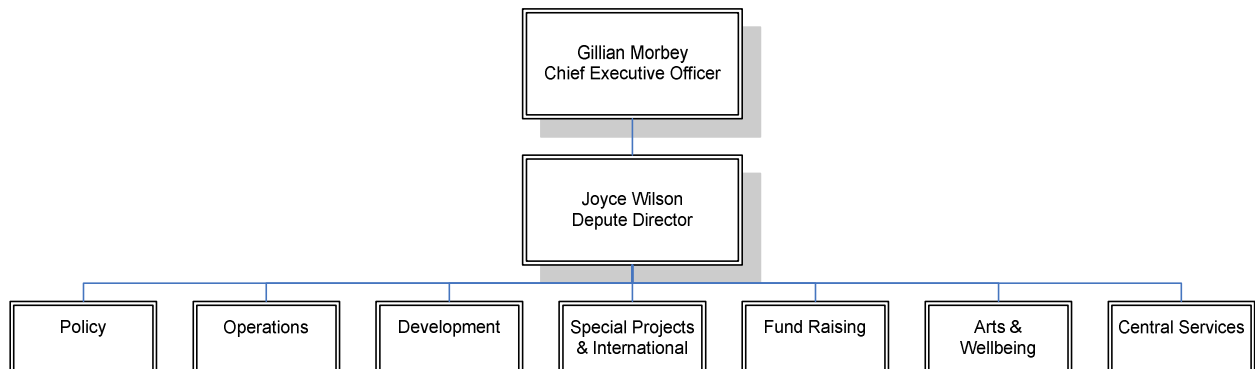 Gillian Morbey
Chief Executive Officer
Joyce Wilson
Depute Director
Policy
Operations
Development
Special Projects
& International
Fund Raising
Arts &
Wellbeing
Central Services